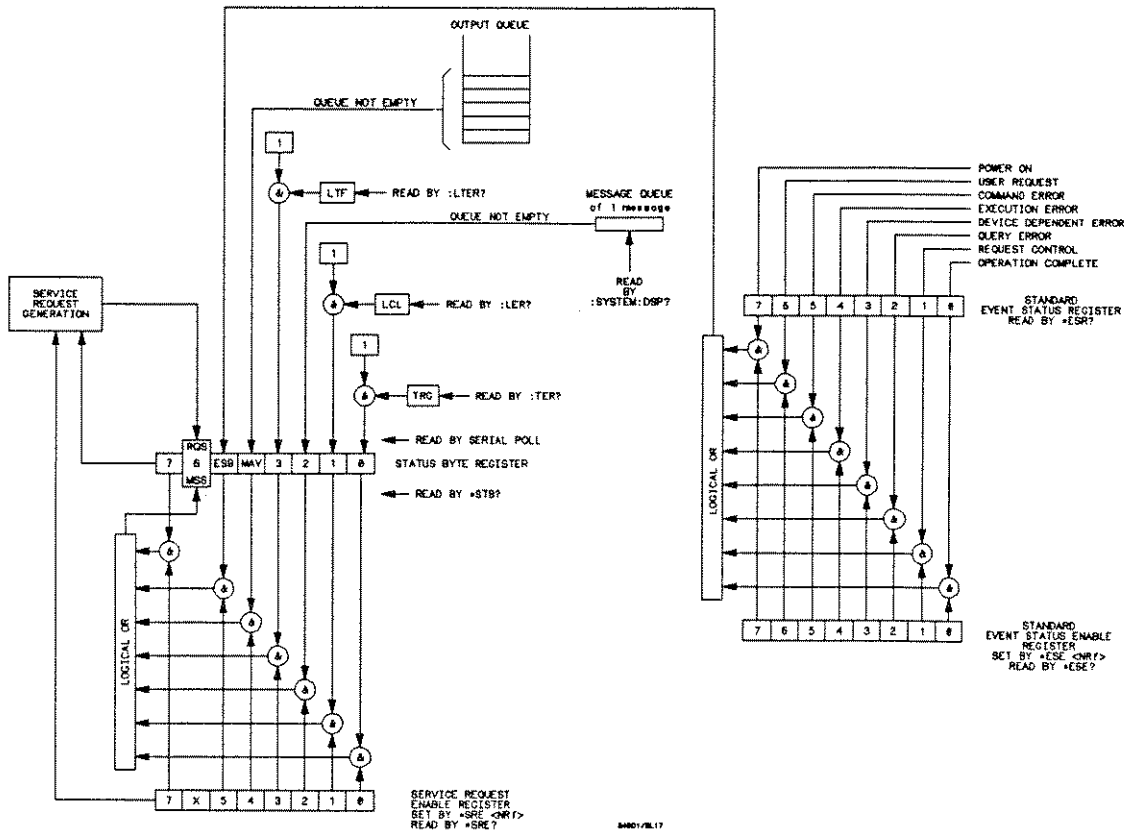 OUTPUT QUEUE
QUEUE NOT EMPTY
1
& LTF READ BY :LTER?
MESSAGE QUEUE
of 1 message
QUEUE NOT EMPTY
1
& LCL READ BY :LER?
READ
BY
:SYSTEM:DSP?
1
& TRG READ BY :TER?
POWER ON
USER REQUEST
COMMAND ERROR
EXECUTION ERROR
DEVICE DEPENDENT ERROR
QUERY ERROR
REQUEST CONTROL
OPERATION COMPLETE
7 6 5 4 3 2 1 0
STANDARD
EVENT STATUS REGISTER
READ BY *ESR?
SERVICE
REQUEST
GENERATION
READ BY SERIAL POLL
RQS
7 6 ESB MAV 3 2 1 0
MSS
STATUS BYTE REGISTER
READ BY *STB?
LOGICAL OR
& & & & & & &
LOGICAL OR
& & & & & & & &
7 6 5 4 3 2 1 0
STANDARD
EVENT STATUS ENABLE
REGISTER
SET BY *ESE <NRf>
READ BY *ESE?
7 X 5 4 3 2 1 0
SERVICE REQUEST
ENABLE REGISTER
SET BY *SRE <NRf>
READ BY *SRE?